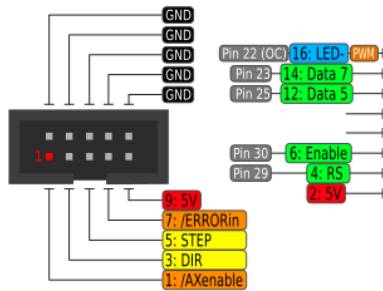 GND
GND
GND
GND
GND
1
9: 5V
7: /ERRORin
5: STEP
3: DIR
1: /AXenable
Pin 22 (OC) 16: LED- PWM
Pin 23 14: Data 7
Pin 25 12: Data 5
Pin 30 6: Enable
Pin 29 4: RS
2: 5V